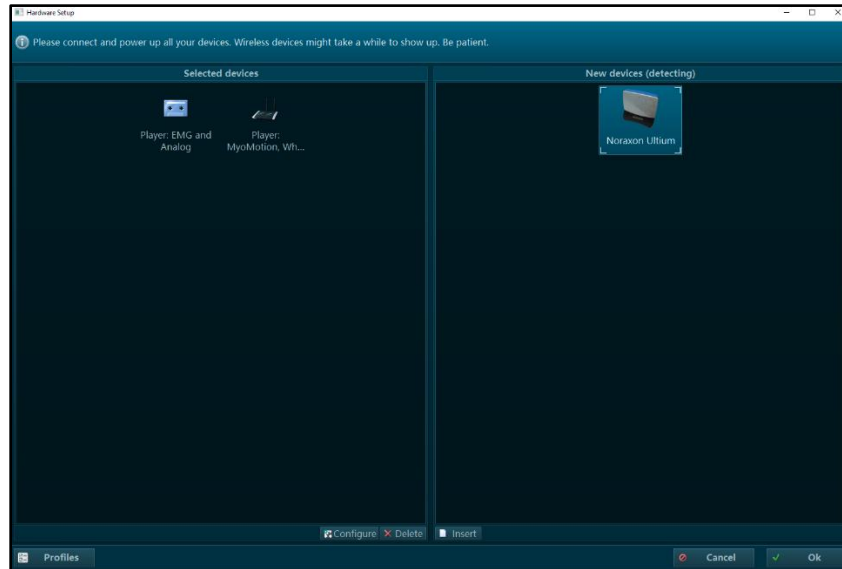 Hardware Setup
Please connect and power up all your devices. Wireless devices might take a while to show up. Be patient.
Selected devices
New devices (detecting)
Player: EMG and
Analog
Player:
MyoMotion, Wh...
Noraxon Ultium
Configure
Delete
Insert
Profiles
Cancel
Ok